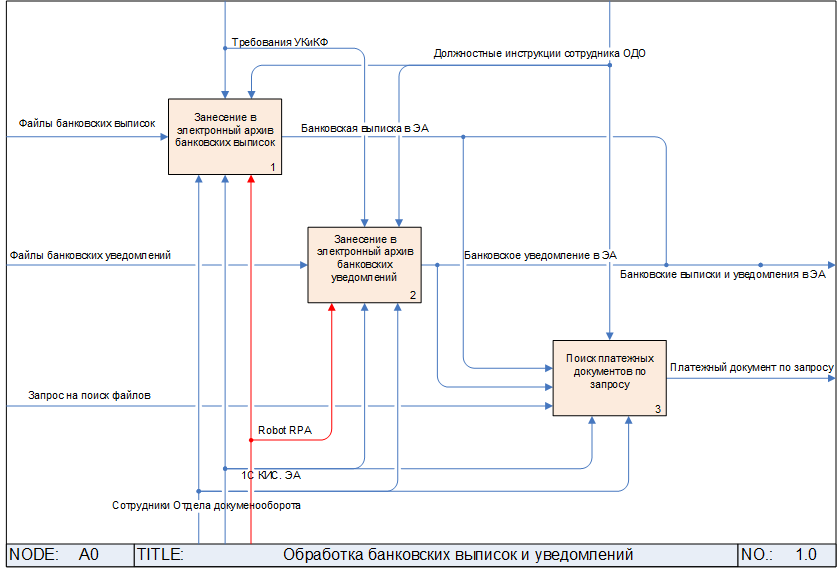 Требования УКиКФ
Должностные инструкции сотрудника ОДО
Файлы банковских выписок
Занесение в
электронный архив
банковских выписок
1
Банковская выписка в ЭА
Файлы банковских уведомлений
Занесение в
электронный архив
банковских
уведомлений
2
Банковское уведомление в ЭА
Банковские выписки и уведомления в ЭА
Поиск платежных
документов по
запросу
3
Платежный документ по запросу
Запрос на поиск файлов
Robot RPA
1С КИС. ЭА
Сотрудники Отдела докуменооборота
NODE: A0 TITLE: Обработка банковских выписок и уведомлений NO.: 1.0